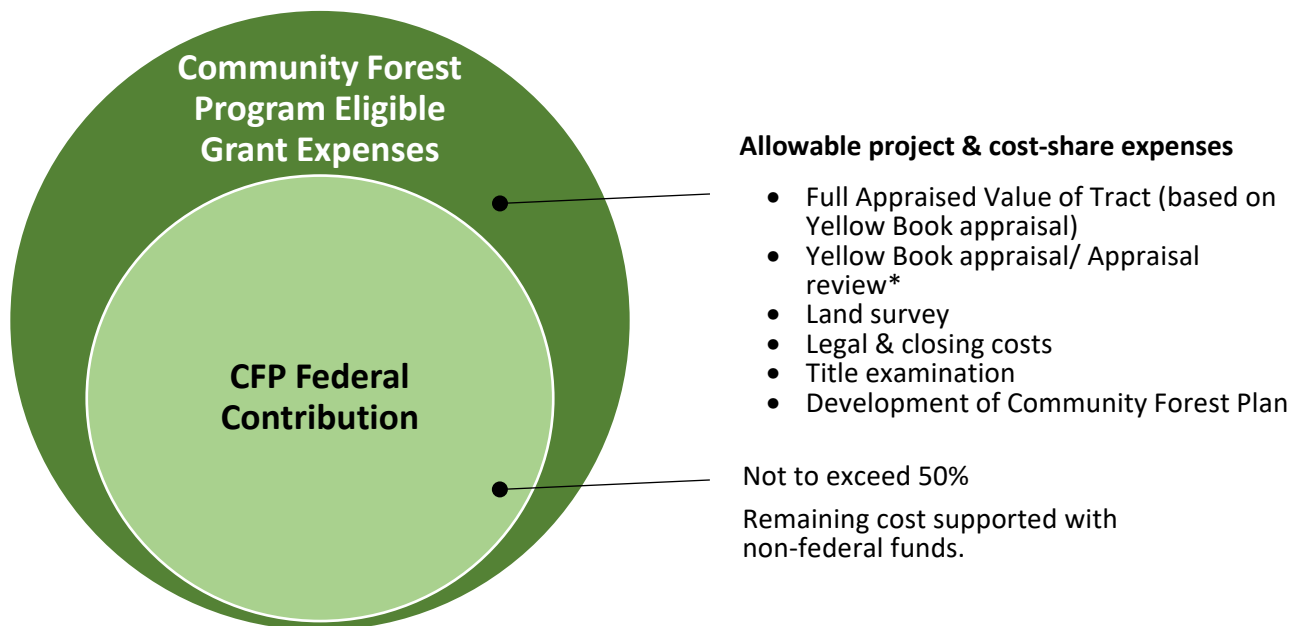 Community Forest
Program Eligible
Grant Expenses
CFP Federal
Contribution
Allowable project & cost-share expenses
• Full Appraised Value of Tract (based on
Yellow Book appraisal)
• Yellow Book appraisal/ Appraisal
review*
• Land survey
• Legal & closing costs
• Title examination
• Development of Community Forest Plan
Not to exceed 50%
Remaining cost supported with
non-federal funds.